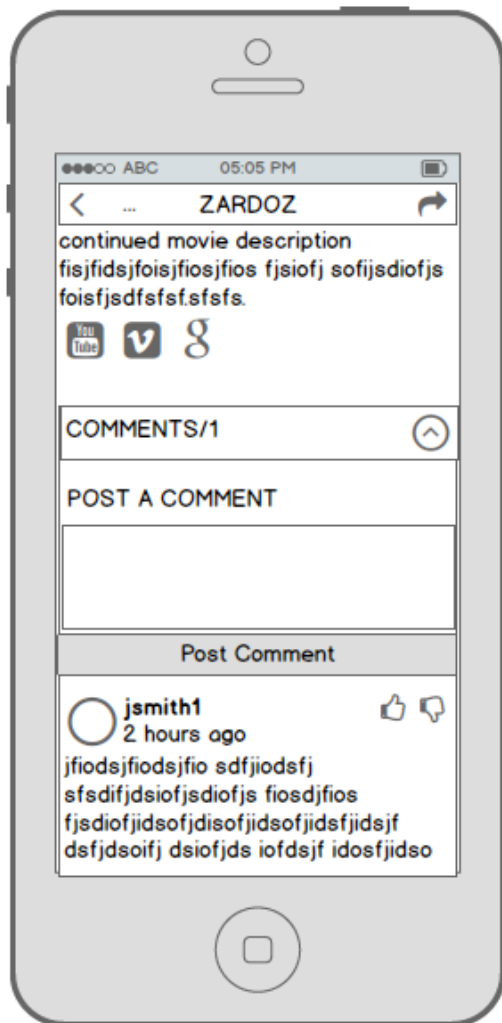 ABC 05:05 PM
... ZARDOZ
continued movie description
fisjfidsjfoisjfiosjfios fjsiofj sofijsdiofjs
foisfjsdfsfsf.sfsfs.
You Tube g
COMMENTS/1
POST A COMMENT
Post Comment
jsmith1
2 hours ago
jfiodsjfiodsjfio sdfjiodsfj
sfsdifjdsiofjsdiofjs fiosdjfios
fjsdiofjidsofjdisofjidsofjidsfjidsjf
dsfjdsoifj dsiofjds iofdsjf idosfjidso